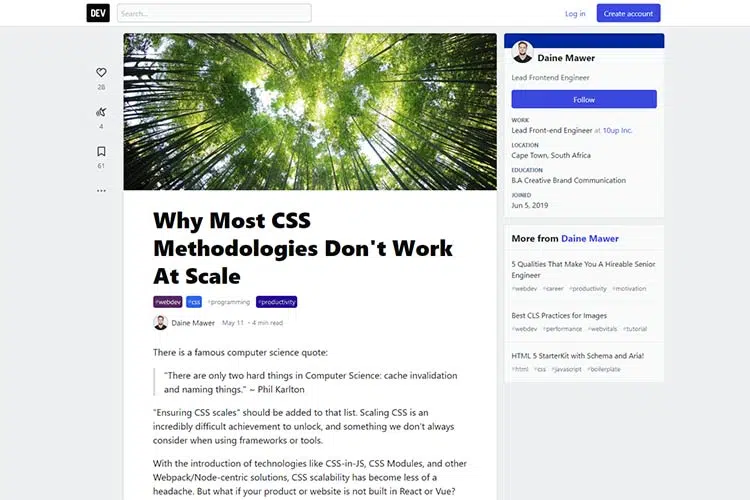 DEV
Search...
Log in
Create account
28
4
61
Why Most CSS
Methodologies Don't Work
At Scale
#webdev #css #programming #productivity
Daine Mawer · May 11 · 4 min read
There is a famous computer science quote:
"There are only two hard things in Computer Science: cache invalidation
and naming things." ~ Phil Karlton
"Ensuring CSS scales" should be added to that list. Scaling CSS is an
incredibly difficult achievement to unlock, and something we don't always
consider when using frameworks or tools.
With the introduction of technologies like CSS-in-JS, CSS Modules, and other
Webpack/Node-centric solutions, CSS scalability has become less of a
headache. But what if your product or website is not built in React or Vue?
Daine Mawer
Lead Frontend Engineer
Follow
WORK
Lead Front-end Engineer at 10up Inc.
LOCATION
Cape Town, South Africa
EDUCATION
B.A Creative Brand Communication
JOINED
Jun 5, 2019
More from Daine Mawer
5 Qualities That Make You A Hireable Senior
Engineer
#webdev #career #productivity #motivation
Best CLS Practices for Images
#webdev #performance #webvitals #tutorial
HTML 5 StarterKit with Schema and Aria!
#html #css #javascript #boilerplate